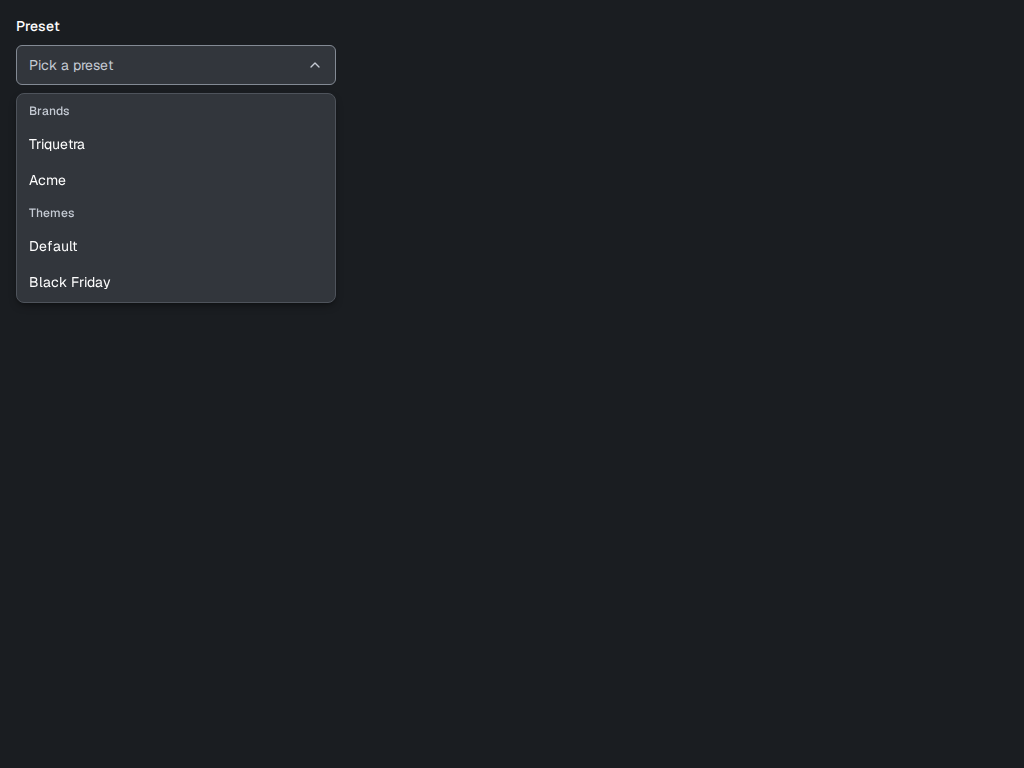 Preset
Pick a preset
Brands
Triquetra
Acme
Themes
Default
Black Friday